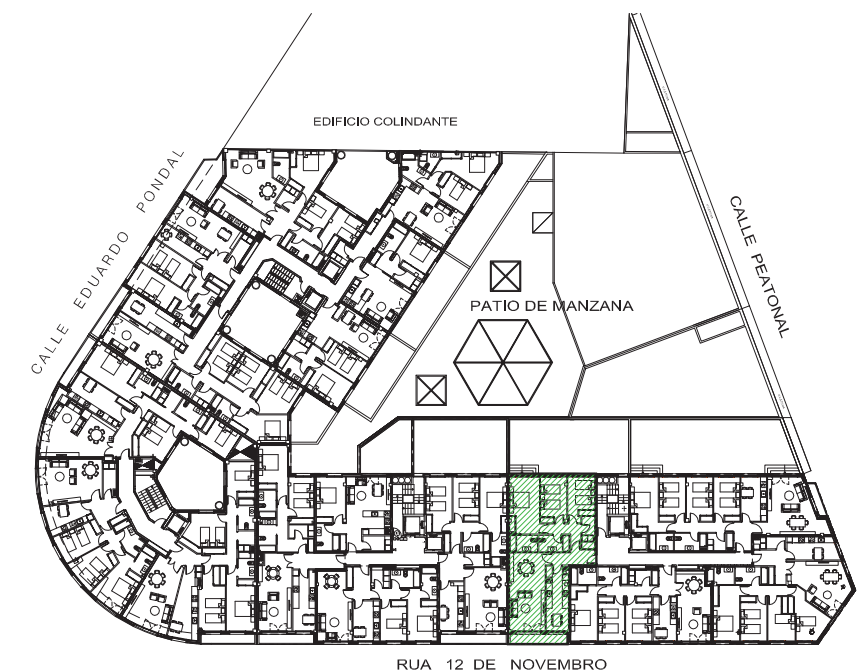 EDIFICIO COLINDANTE
CALLE EDUARDO PONDAL
CALLE PEATONAL
PATIO DE MANZANA
RUA 12 DE NOVEMBRO